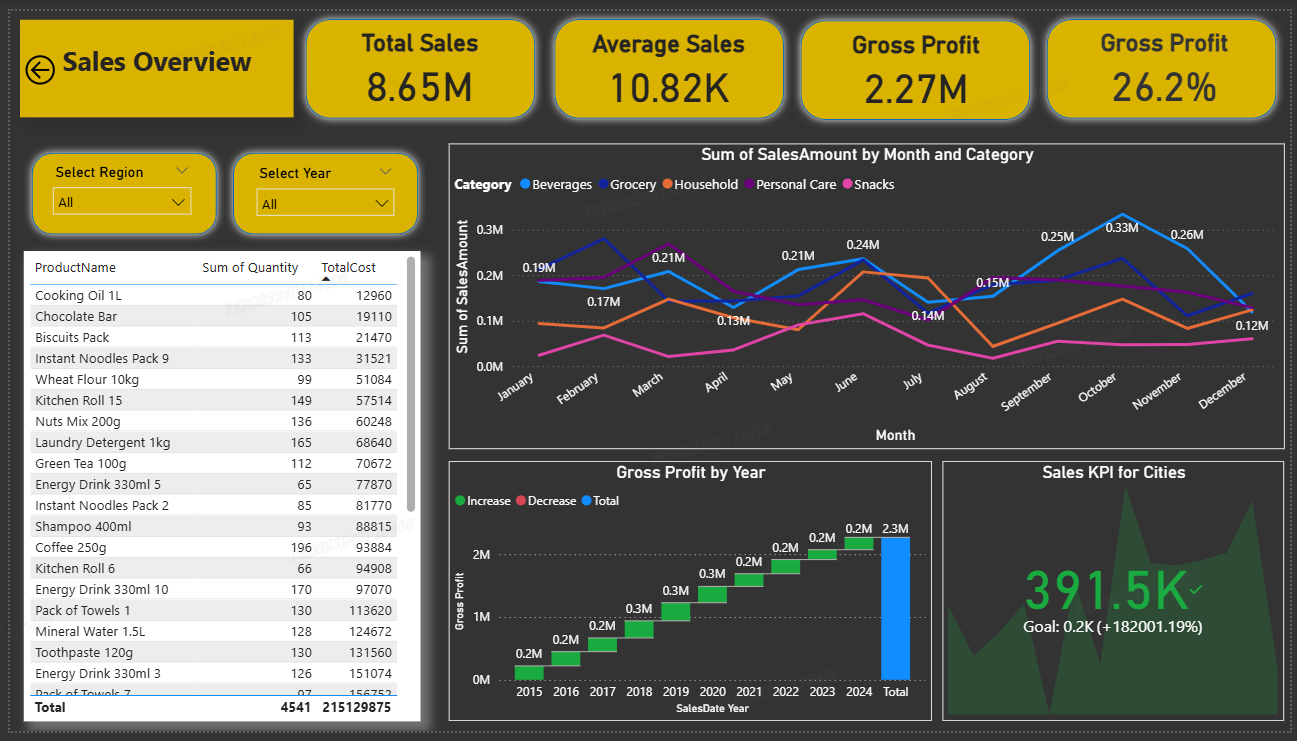 Sales Overview
Total Sales
8.65M
Average Sales
10.82K
Gross Profit
2.27M
Gross Profit
26.2%
Select Region
All
Select Year
All
ProductName Sum of Quantity TotalCost
Cooking Oil 1L 80 12960
Chocolate Bar 105 19110
Biscuits Pack 113 21470
Instant Noodles Pack 9 133 31521
Wheat Flour 10kg 99 51084
Kitchen Roll 15 149 57514
Nuts Mix 200g 136 60248
Laundry Detergent 1kg 165 68640
Green Tea 100g 112 70672
Energy Drink 330ml 5 65 77870
Instant Noodles Pack 2 85 81770
Shampoo 400ml 93 88815
Coffee 250g 196 93884
Kitchen Roll 6 66 94908
Energy Drink 330ml 10 170 97070
Pack of Towels 1 130 113620
Mineral Water 1.5L 128 124672
Toothpaste 120g 130 131560
Energy Drink 330ml 3 126 151074
Pack of Towels 7 97 156752
Total 4541 215129875
Sum of SalesAmount by Month and Category
Category Beverages Grocery Household Personal Care Snacks
Sum of SalesAmount
0.3M
0.2M
0.1M
0.0M
0.19M
0.17M
0.21M
0.13M
0.21M
0.24M
0.14M
0.15M
0.25M
0.33M
0.26M
0.12M
January
February
March
April
May
June
July
August
September
October
November
December
Month
Gross Profit by Year
Increase Decrease Total
Gross Profit
2M
1M
0M
0.2M
0.2M
0.2M
0.3M
0.3M
0.3M
0.2M
0.2M
0.2M
0.2M
2.3M
2015 2016 2017 2018 2019 2020 2021 2022 2023 2024 Total
SalesDate Year
Sales KPI for Cities
391.5K
Goal: 0.2K (+182001.19%)